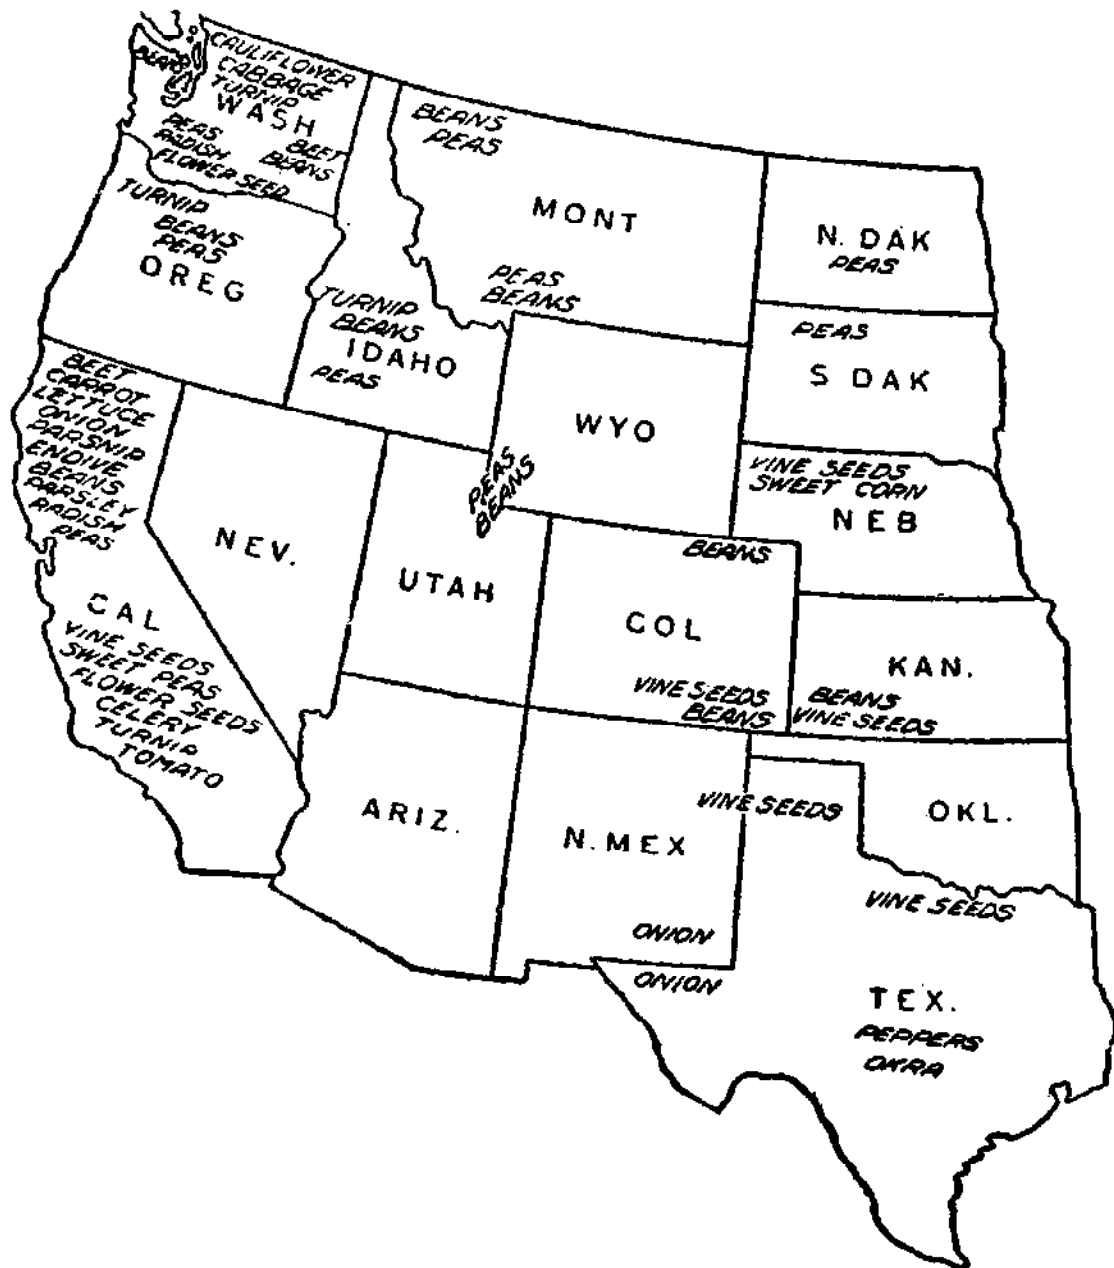 BEANS
CAULIFLOWER
CABBAGE
TURNIP
WASH
PEAS
RADISH
FLOWER SEED
BEET
BEANS
BEANS
PEAS
MONT
PEAS
BEANS
N. DAK
PEAS
TURNIP
BEANS
PEAS
OREG
TURNIP
BEANS
IDAHO
PEAS
PEAS
S DAK
WYO
BEET
CARROT
LETTUCE
ONION
PARSNIP
ENDIVE
BEANS
PARSLEY
RADISH
PEAS
CAL
VINE SEEDS
SWEET PEAS
FLOWER SEEDS
CELERY
TURNIP
TOMATO
NEV.
PEAS
BEANS
UTAH
VINE SEEDS
SWEET CORN
NEB
BEANS
COL
VINE SEEDS
BEANS
KAN.
BEANS
VINE SEEDS
ARIZ.
N. MEX
ONION
VINE SEEDS
OKL.
VINE SEEDS
ONION
TEX.
PEPPERS
OKRA